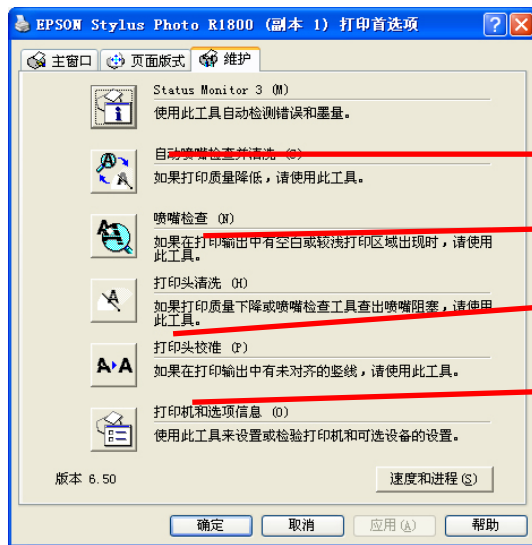 EPSON Stylus Photo R1800 (副本 1) 打印首选项
主窗口 页面版式 维护
Status Monitor 3 (M)
使用此工具自动检测错误和墨量。
自动喷嘴检查并清洗
如果打印质量降低，请使用此工具。
喷嘴检查 (N)
如果在打印输出中有空白或较浅打印区域出现时，请使用
此工具。
打印头清洗 (H)
如果打印质量下降或喷嘴检查工具查出喷嘴阻塞，请使用
此工具。
打印头校准 (P)
如果在打印输出中有未对齐的竖线，请使用此工具。
打印机和选项信息 (O)
使用此工具来设置或检验打印机和可选设备的设置。
版本 6.50
速度和进程(S)
确定 取消 应用(A) 帮助